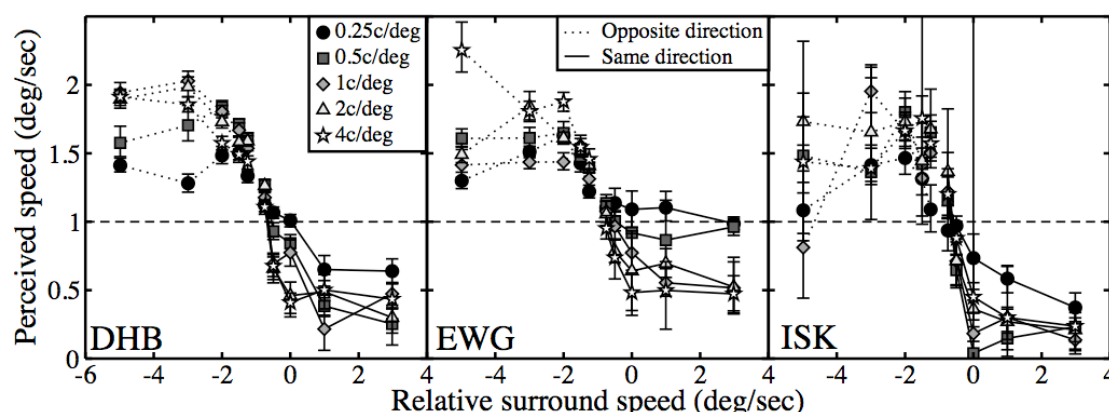 Perceived speed (deg/sec)
2
1.5
1
0.5
0
0.25c/deg
0.5c/deg
1c/deg
2c/deg
4c/deg
Opposite direction
Same direction
DHB
EWG
ISK
-6 -4 -2 0 2 4 -4 -2 0 2 4 -4 -2 0 2 4
Relative surround speed (deg/sec)